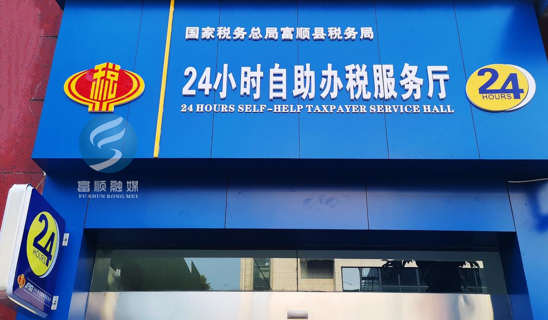 国家税务总局富顺县税务局
税
24小时自助办税服务厅
24 HOURS SELF-HELP TAXPAYER SERVICE HALL
24
HOURS
富顺融媒
FUSHUN RONG MEI
24